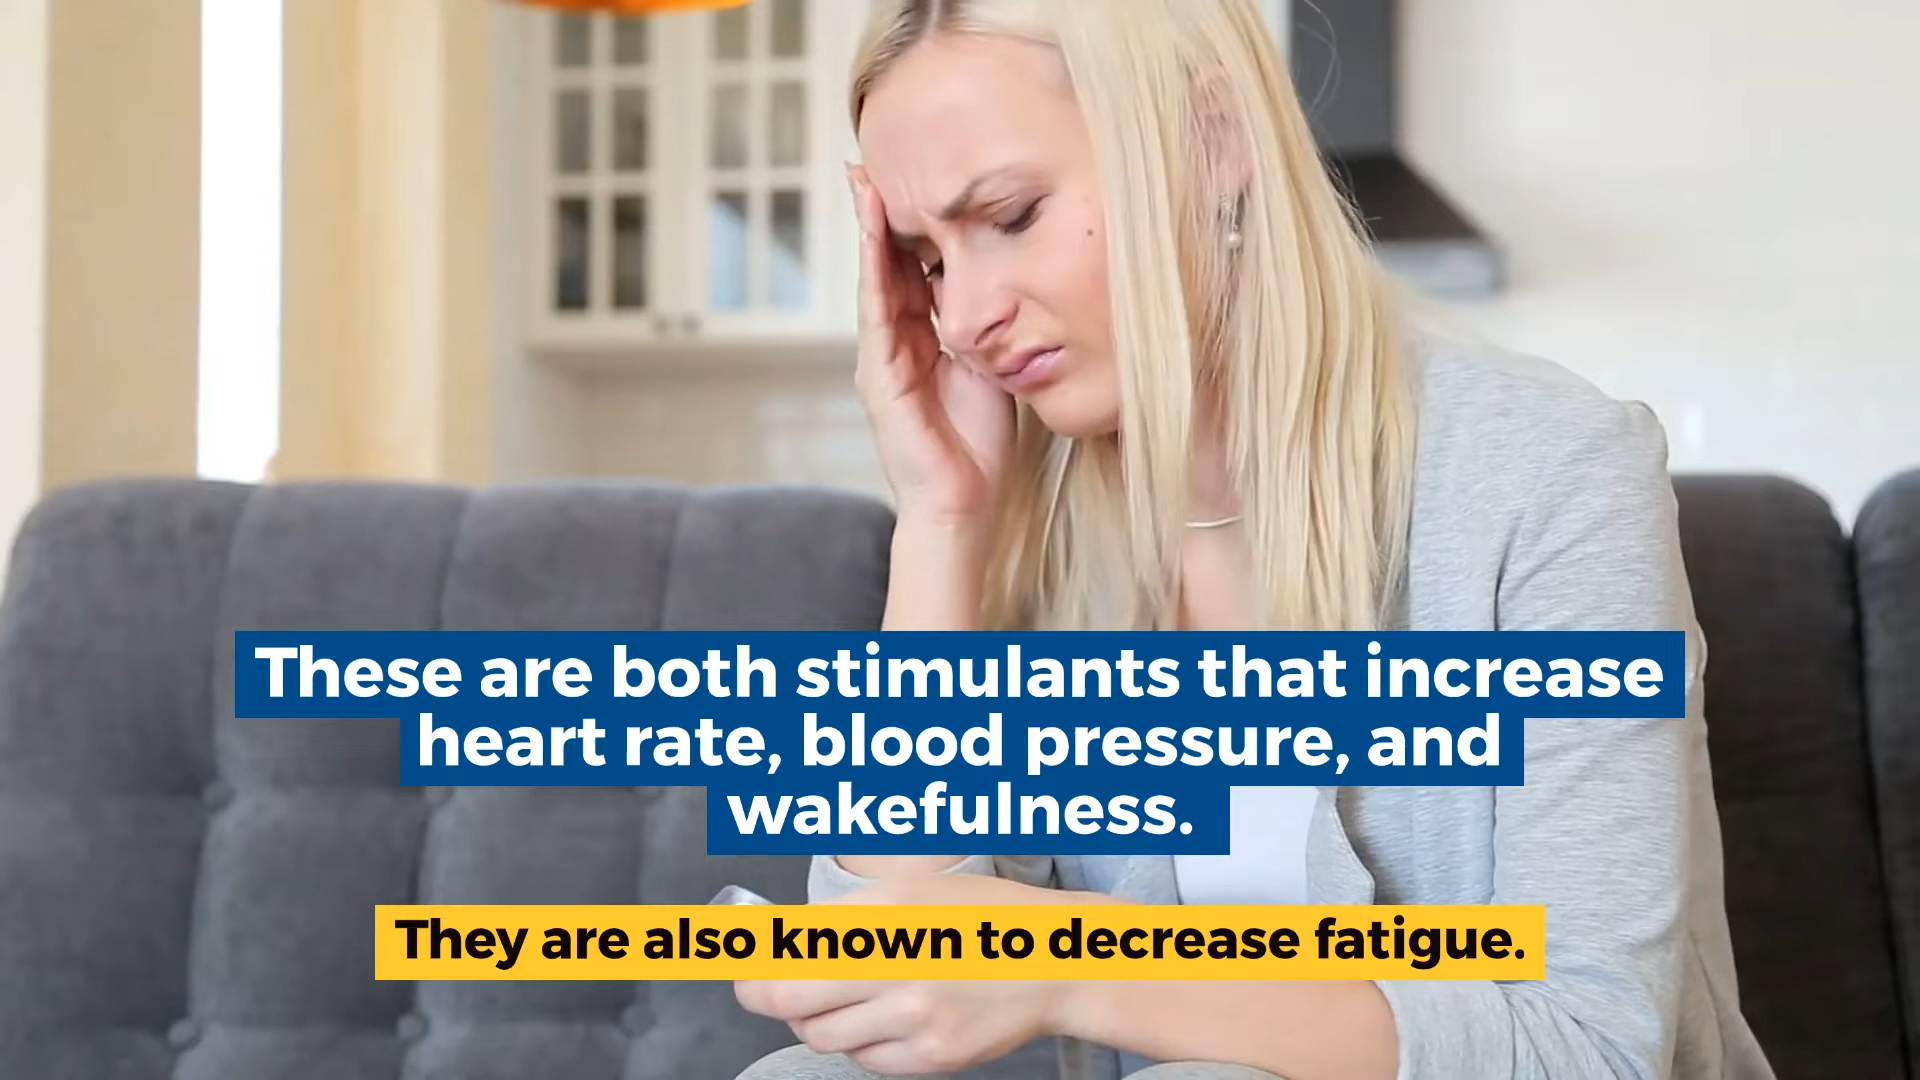 These are both stimulants that increase
heart rate, blood pressure, and
wakefulness.
They are also known to decrease fatigue.